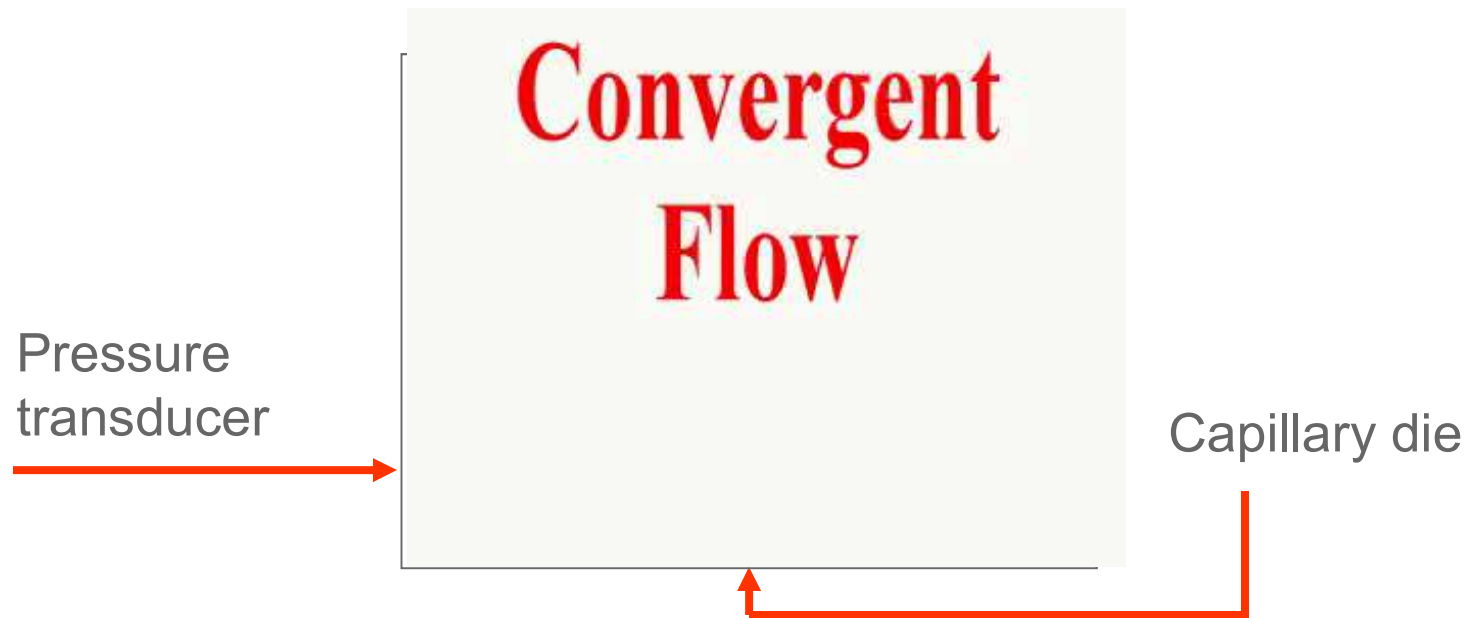 Convergent
Flow
Pressure
transducer
Capillary die